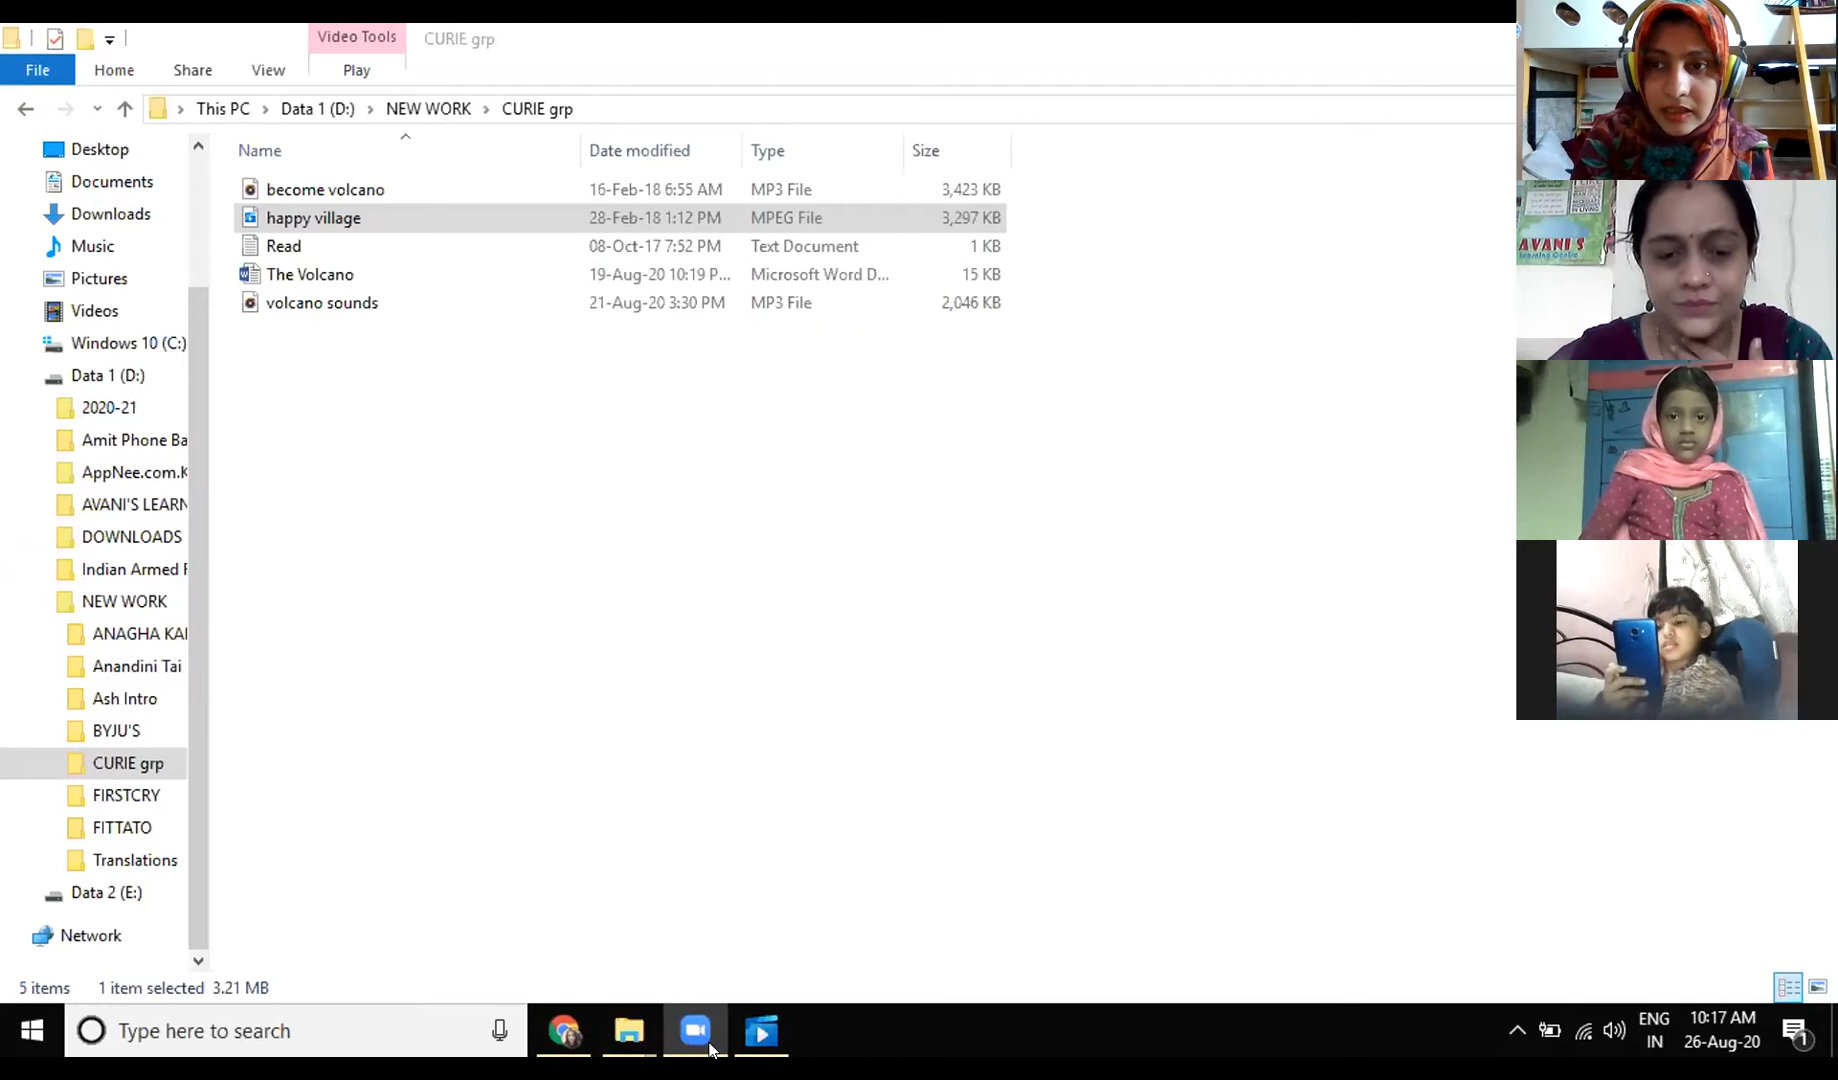 Video Tools
CURIE grp
File
Home
Share
View
Play
This PC
Data 1 (D:)
NEW WORK
CURIE grp
Name
Date modified
Type
Size
become volcano
16-Feb-18 6:55 AM
MP3 File
3,423 KB
happy village
28-Feb-18 1:12 PM
MPEG File
3,297 KB
Read
08-Oct-17 7:52 PM
Text Document
1 KB
The Volcano
19-Aug-20 10:19 P...
Microsoft Word D...
15 KB
volcano sounds
21-Aug-20 3:30 PM
MP3 File
2,046 KB
Desktop
Documents
Downloads
Music
Pictures
Videos
Windows 10 (C:)
Data 1 (D:)
2020-21
Amit Phone Ba
AppNee.com.K
AVANI'S LEARN
DOWNLOADS
Indian Armed F
NEW WORK
ANAGHA KAI
Anandini Tai
Ash Intro
BYJU'S
CURIE grp
FIRSTCRY
FITTATO
Translations
Data 2 (E:)
Network
5 items
1 item selected 3.21 MB
AVANI'S
Learning Centre
Type here to search
ENG
IN
10:17 AM
26-Aug-20
1